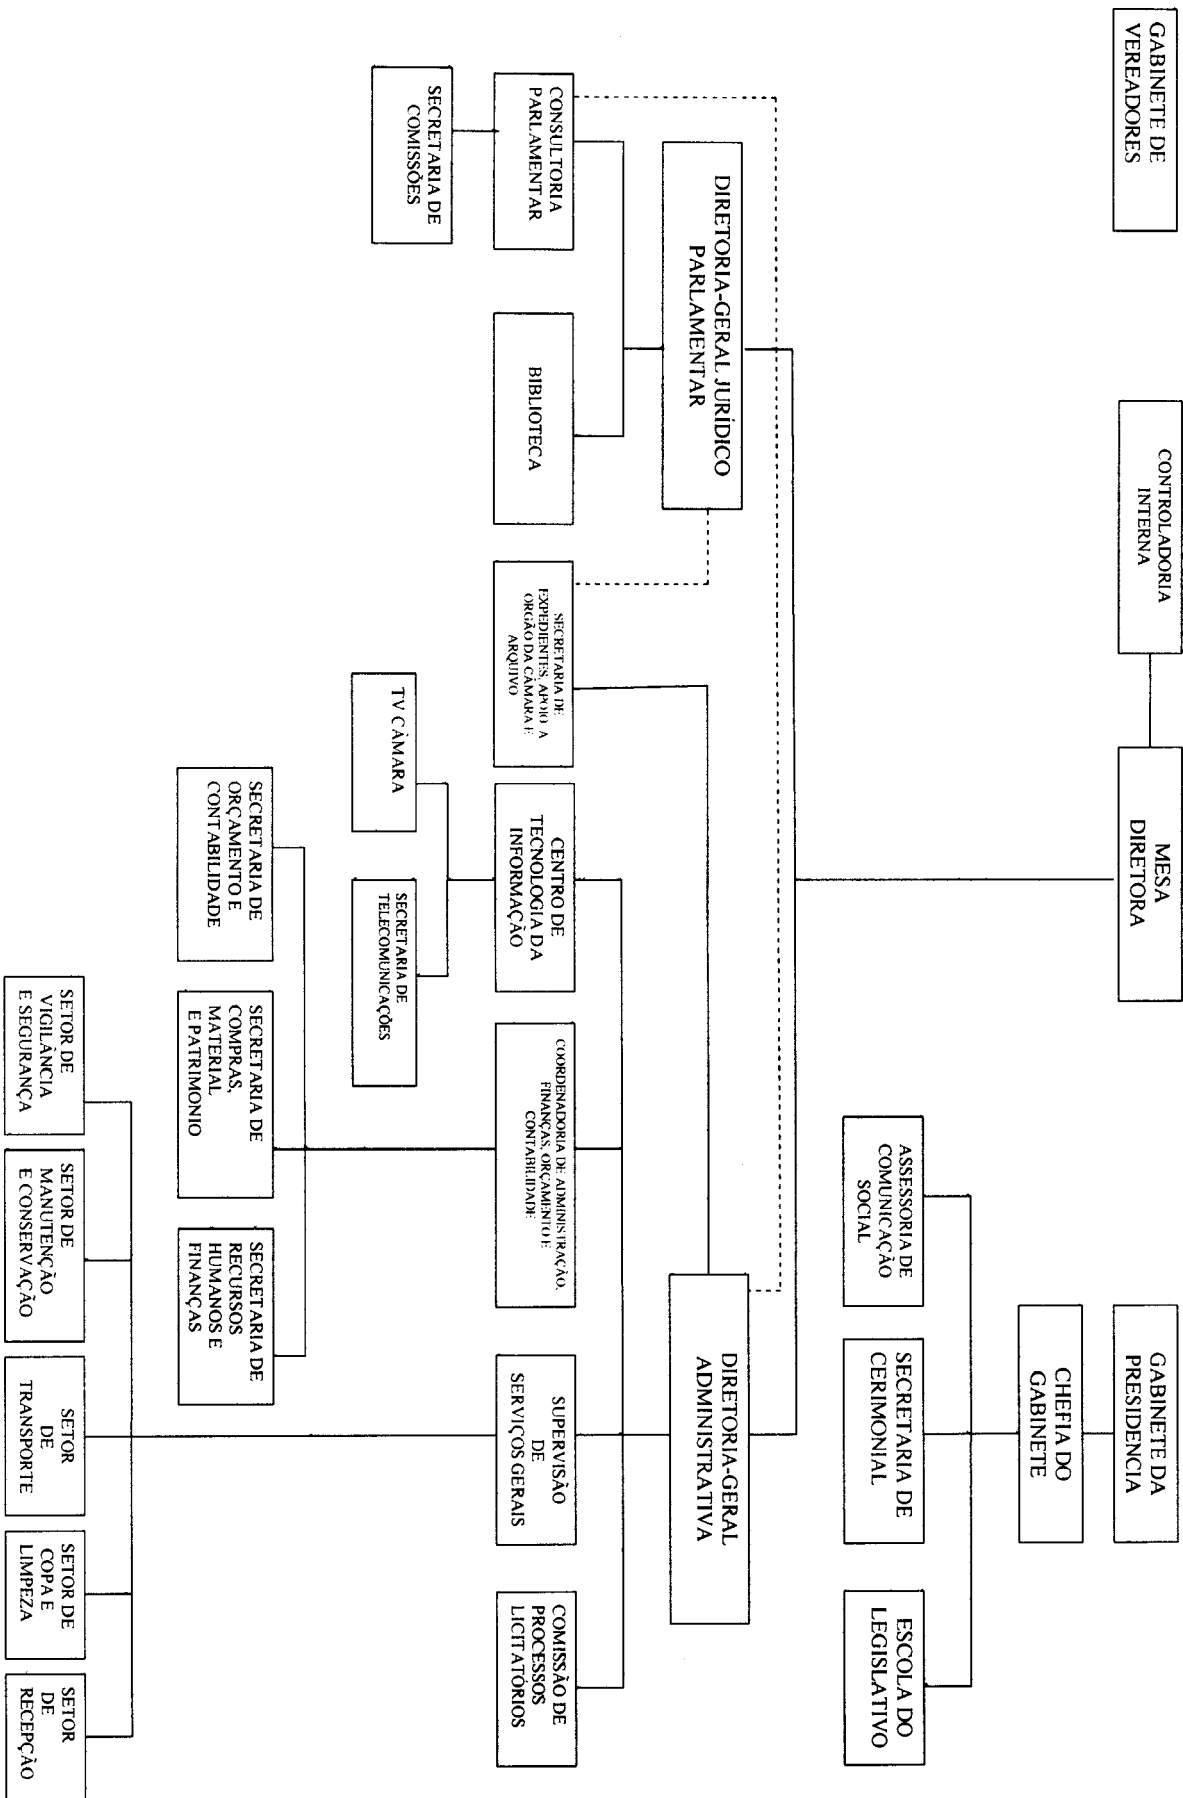 GABINETE DE
VEREADORES
CONTROLADORIA
INTERNA
MESA
DIRETORA
GABINETE DA
PRESIDENCIA
CHEFIA DO
GABINETE
ASSESSORIA DE
COMUNICAÇÃO
SOCIAL
SECRETARIA DE
CERIMONIAL
ESCOLA DO
LEGISLATIVO
DIRETORIA-GERAL JURÍDICO
PARLAMENTAR
DIRETORIA-GERAL
ADMINISTRATIVA
CONSULTORIA
PARLAMENTAR
BIBLIOTECA
SECRETARIA DE
EXPEDIENTES, APOIO A
ORGÃO DA CÂMARA E
ARQUIVO
CENTRO DE
TECNOLOGIA DA
INFORMAÇÃO
COORDENADORIA DE ADMINISTRAÇÃO,
FINANÇAS, ORÇAMENTO E
CONTABILIDADE
SUPERVISÃO
DE
SERVIÇOS GERAIS
COMISSÃO DE
PROCESSOS
LICITATÓRIOS
SECRETARIA DE
COMISSÕES
TV CÂMARA
SECRETARIA DE
TELECOMUNICAÇÕES
SECRETARIA DE
ORÇAMENTO E
CONTABILIDADE
SECRETARIA DE
COMPRAS,
MATERIAL
E PATRIMONIO
SECRETARIA DE
RECURSOS
HUMANOS E
FINANÇAS
SETOR DE
VIGILÂNCIA
E SEGURANÇA
SETOR DE
MANUTENÇÃO
E CONSERVAÇÃO
SETOR
DE
TRANSPORTE
SETOR DE
COPA E
LIMPEZA
SETOR
DE
RECEPÇÃO